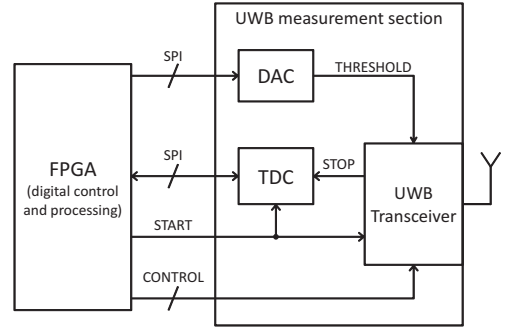 UWB measurement section
SPI
DAC
THRESHOLD
FPGA
(digital control
and processing)
SPI
TDC
STOP
UWB
Transceiver
START
CONTROL